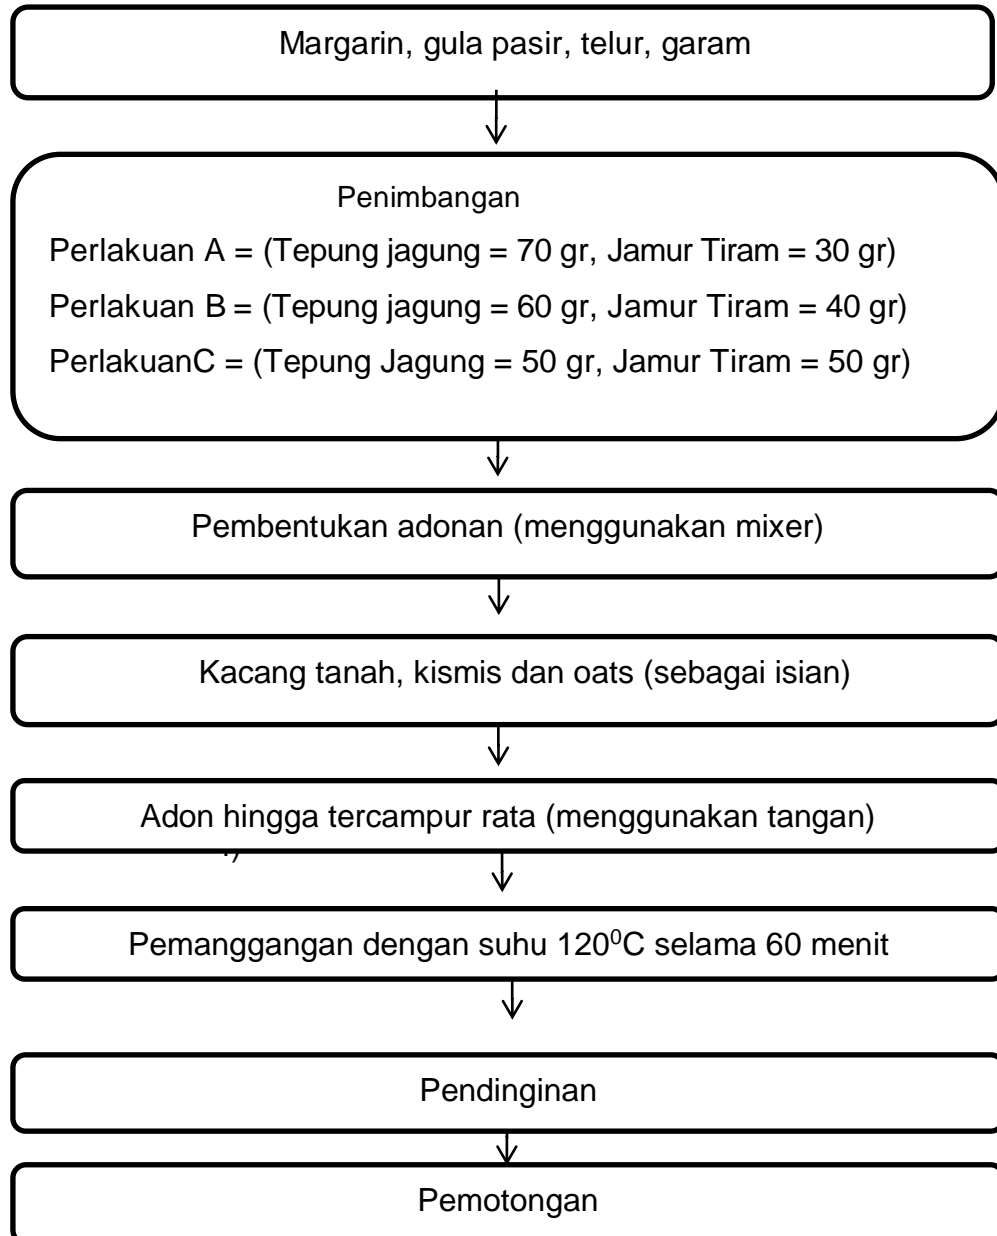 Margarin, gula pasir, telur, garam
Penimbangan
Perlakuan A = (Tepung jagung = 70 gr, Jamur Tiram = 30 gr)
Perlakuan B = (Tepung jagung = 60 gr, Jamur Tiram = 40 gr)
PerlakuanC = (Tepung Jagung = 50 gr, Jamur Tiram = 50 gr)
Pembentukan adonan (menggunakan mixer)
Kacang tanah, kismis dan oats (sebagai isian)
Adon hingga tercampur rata (menggunakan tangan)
Pemanggangan dengan suhu 120⁰C selama 60 menit
Pendinginan
Pemotongan